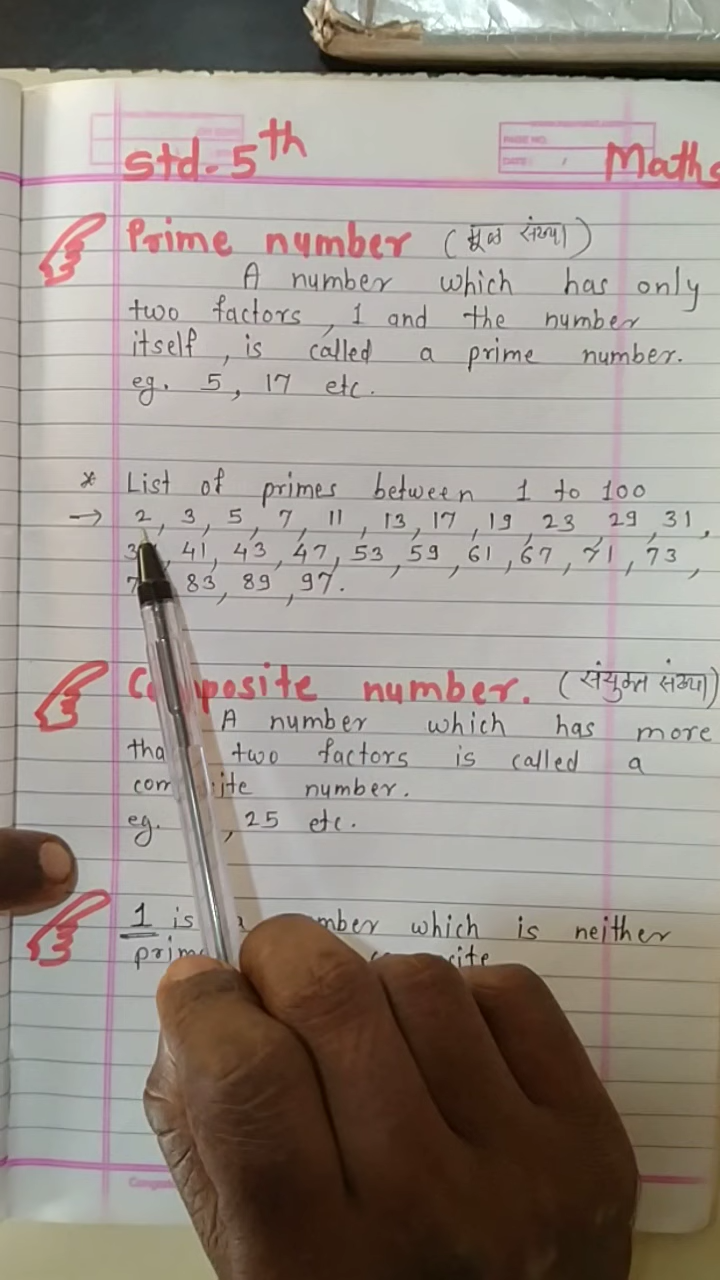 Std-5th
PAGE NO.
DATE: /
Maths
Prime number (मूळ संख्या)
A number which has only
two factors, 1 and the number
itself, is called a prime number.
eg. 5, 17 etc.
* List of primes between 1 to 100
→ 2, 3, 5, 7, 11, 13, 17, 19, 23, 29, 31,
41, 43, 47, 53, 59, 61, 67, 71, 73,
83, 89, 97.
number. (संयुक्त संख्या)
A number which has more
two factors is called a
number.
eg. , 25 etc.
1 is which is neither